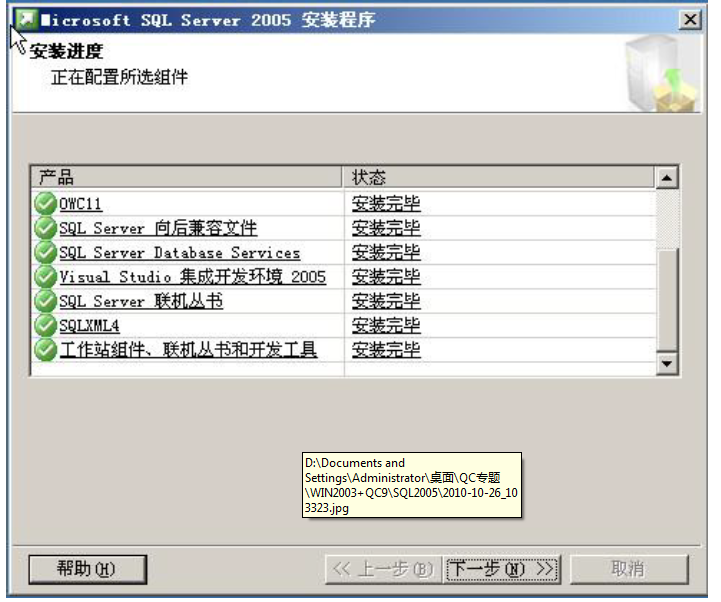 Microsoft SQL Server 2005 安装程序
安装进度
正在配置所选组件
产品 状态
OWC11 安装完毕
SQL Server 向后兼容文件 安装完毕
SQL Server Database Services 安装完毕
Visual Studio 集成开发环境 2005 安装完毕
SQL Server 联机丛书 安装完毕
SQLXML4 安装完毕
工作站组件、联机丛书和开发工具 安装完毕
D:\Documents and
Settings\Administrator\桌面\QC专题
\WIN2003+QC9\SQL2005\2010-10-26_10
3323.jpg
帮助(H) << 上一步(B) 下一步(N) >> 取消